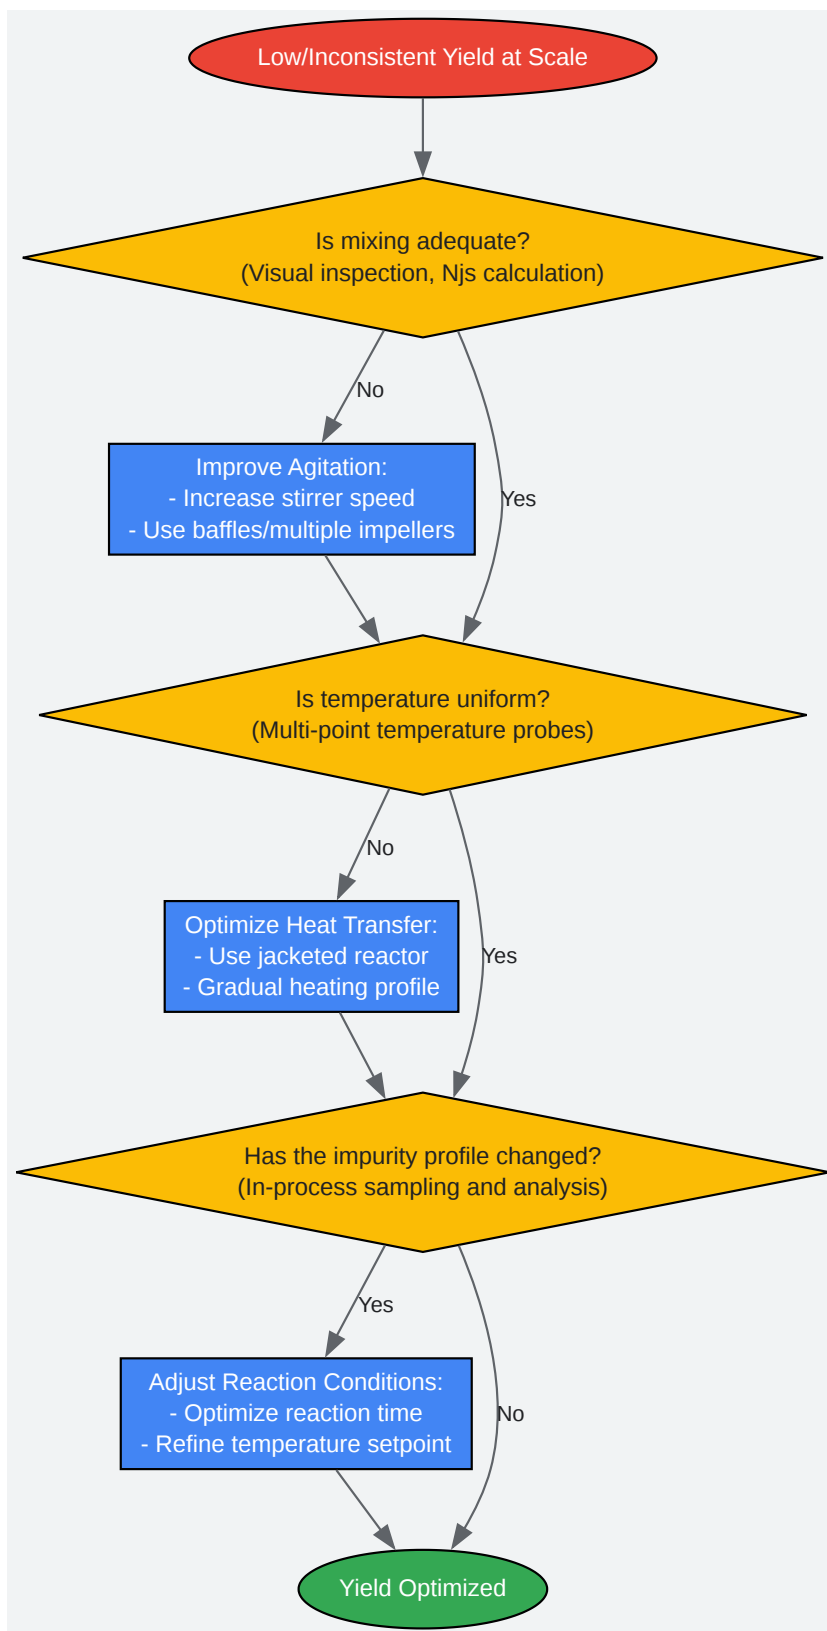 Low/Inconsistent Yield at Scale
Is mixing adequate?
(Visual inspection, Njs calculation)
No
Improve Agitation:
- Increase stirrer speed
- Use baffles/multiple impellers
Yes
Is temperature uniform?
(Multi-point temperature probes)
No
Optimize Heat Transfer:
- Use jacketed reactor
- Gradual heating profile
Yes
Has the impurity profile changed?
(In-process sampling and analysis)
Yes
Adjust Reaction Conditions:
- Optimize reaction time
- Refine temperature setpoint
No
Yield Optimized